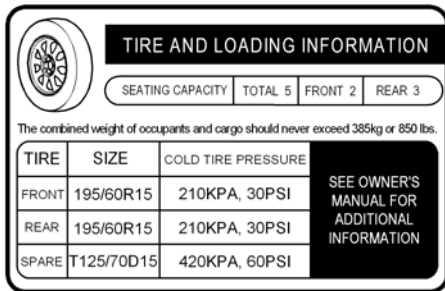 TIRE AND LOADING INFORMATION
SEATING CAPACITY TOTAL 5 FRONT 2 REAR 3
The combined weight of occupants and cargo should never exceed 385kg or 850 lbs.
TIRE SIZE COLD TIRE PRESSURE
FRONT 195/60R15 210KPA, 30PSI
REAR 195/60R15 210KPA, 30PSI
SPARE T125/70D15 420KPA, 60PSI
SEE OWNER'S
MANUAL FOR
ADDITIONAL
INFORMATION